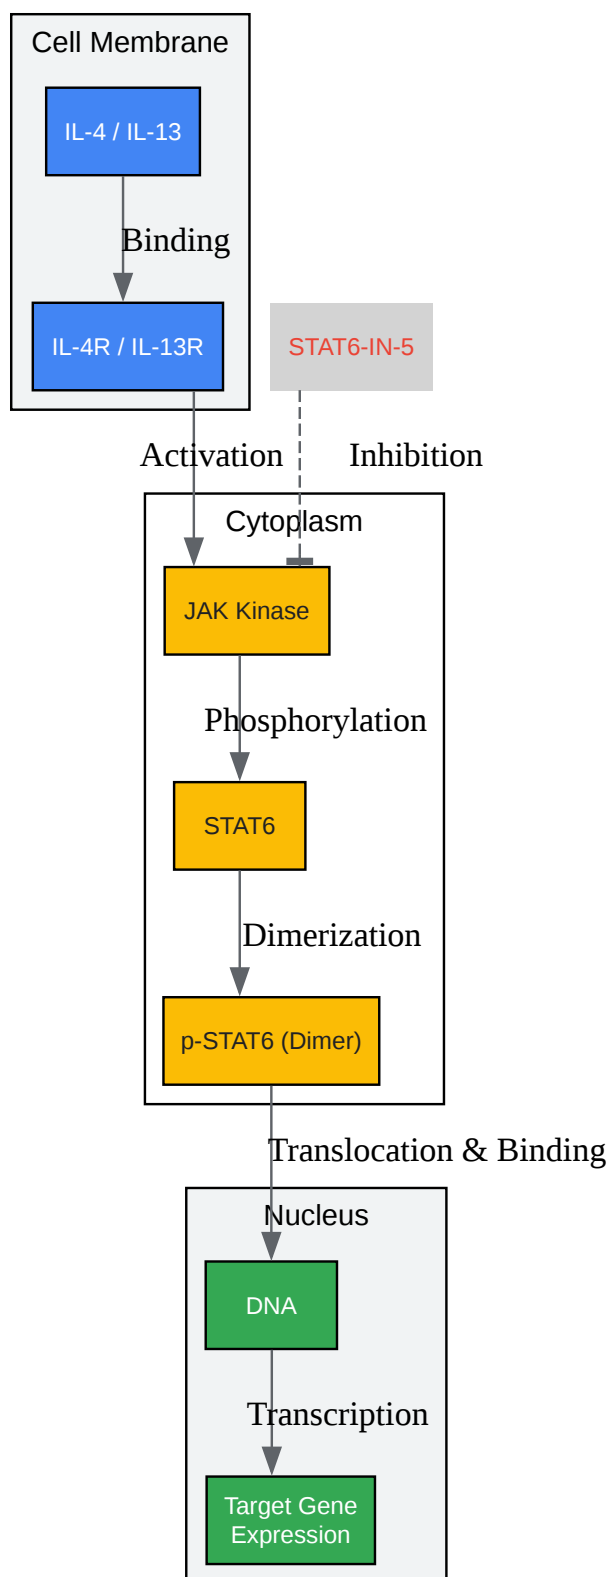 Cell Membrane
IL-4 / IL-13
Binding
IL-4R / IL-13R
STAT6-IN-5
Activation
Inhibition
Cytoplasm
JAK Kinase
Phosphorylation
STAT6
Dimerization
p-STAT6 (Dimer)
Translocation & Binding
Nucleus
DNA
Transcription
Target Gene
Expression